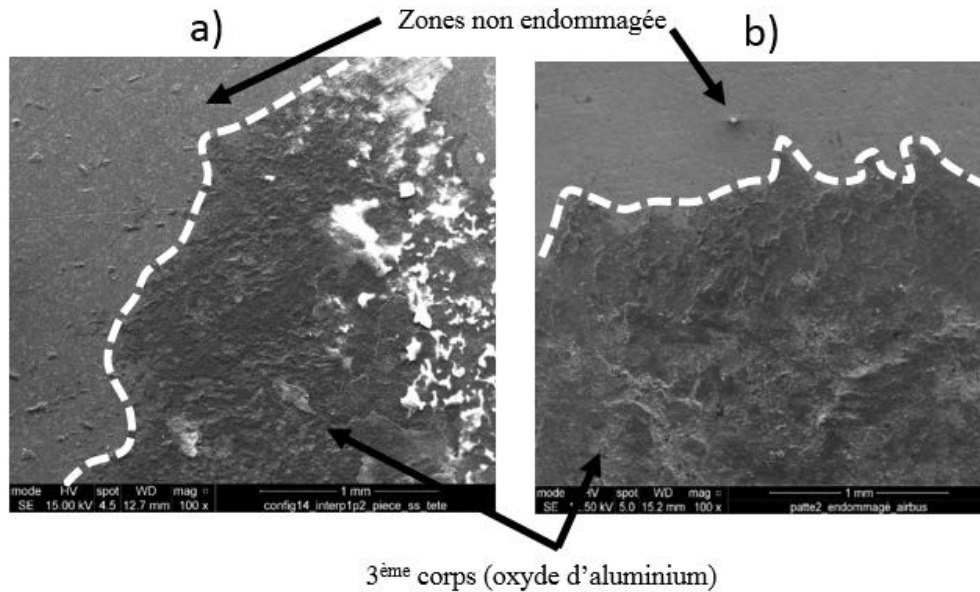 Zones non endommagée
a)
b)
mode HV spot WD mag
SE 15.00 kV 4.5 12.7 mm 100 x
1 mm
config14_interp1p2_piece_ss_tete
HV spot WD mag
SE .50 kV 5.0 15.2 mm 100 x
1 mm
patte2_endommagé_airbus
3ème corps (oxyde d’aluminium)